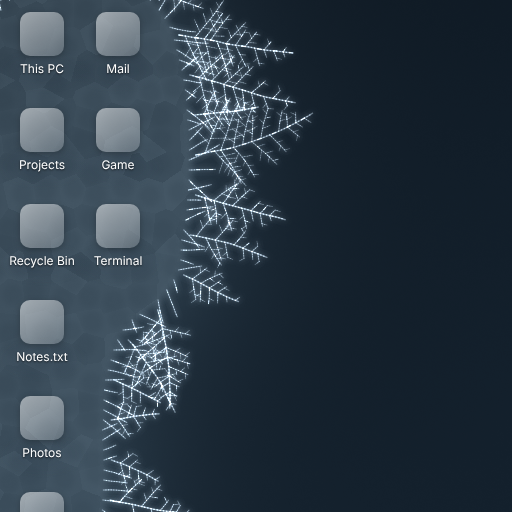 This PC
Mail
Projects
Game
Recycle Bin
Terminal
Notes.txt
Photos